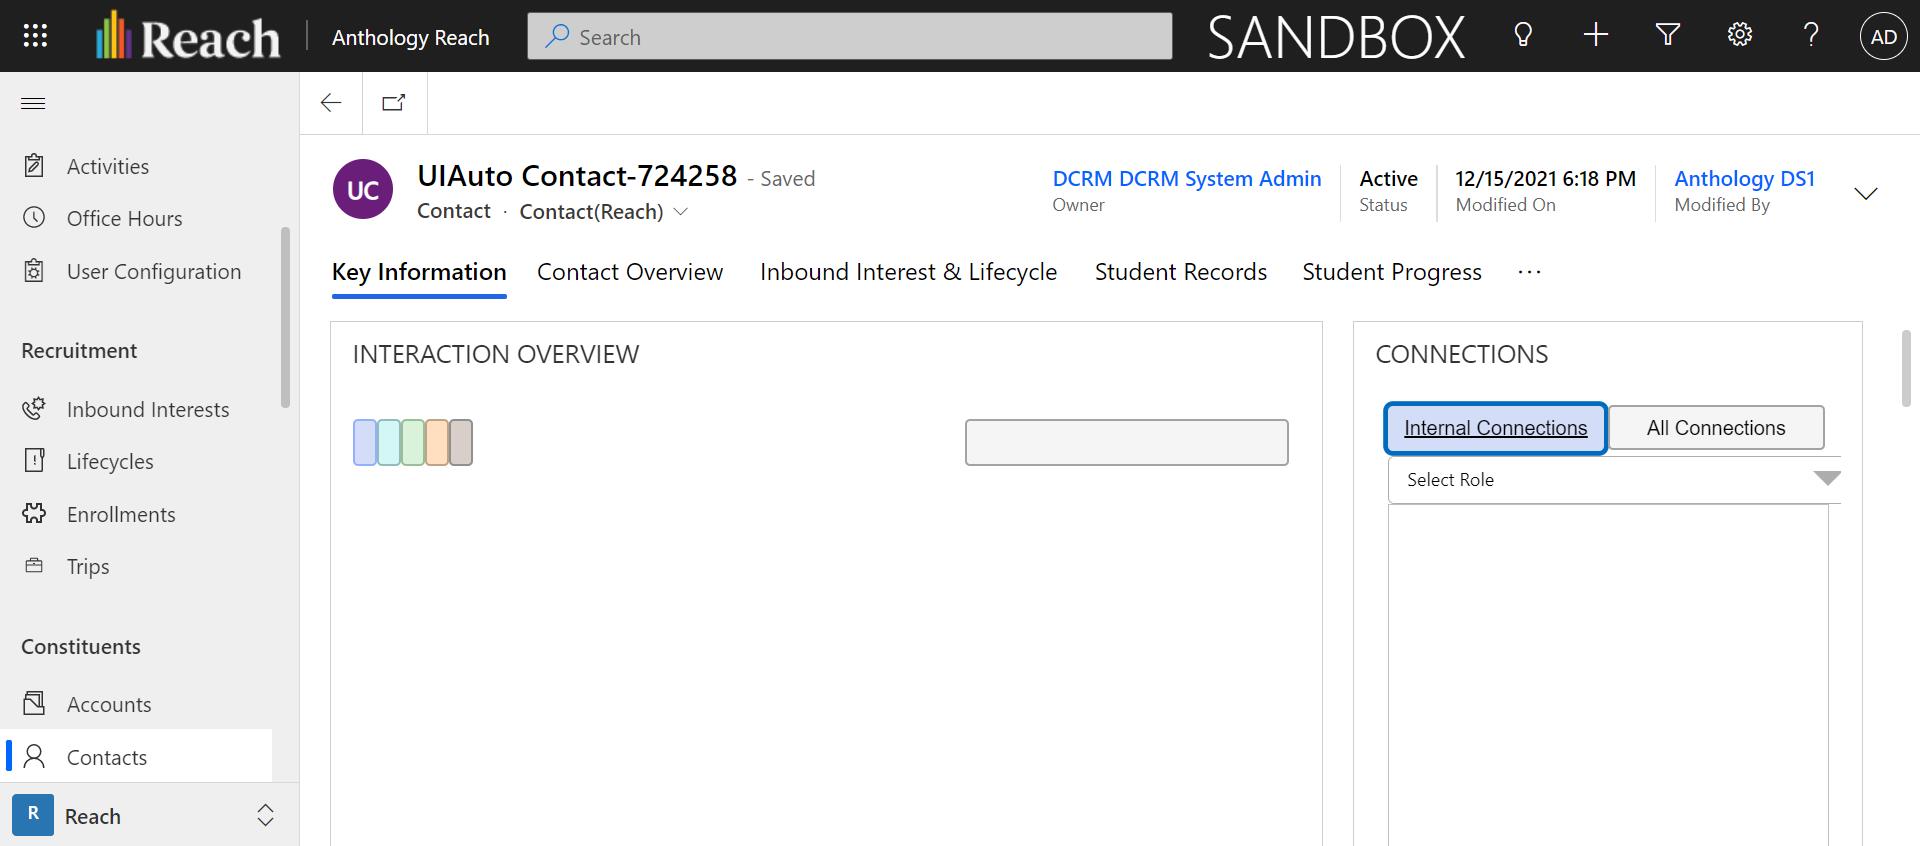 Reach
Anthology Reach
Search
SANDBOX
AD
Activities
Office Hours
User Configuration
Recruitment
Inbound Interests
Lifecycles
Enrollments
Trips
Constituents
Accounts
Contacts
R
Reach
UC
UIAuto Contact-724258 - Saved
Contact · Contact(Reach)
DCRM DCRM System Admin
Owner
Active
Status
12/15/2021 6:18 PM
Modified On
Anthology DS1
Modified By
Key Information
Contact Overview
Inbound Interest & Lifecycle
Student Records
Student Progress
...
INTERACTION OVERVIEW
CONNECTIONS
Internal Connections
All Connections
Select Role